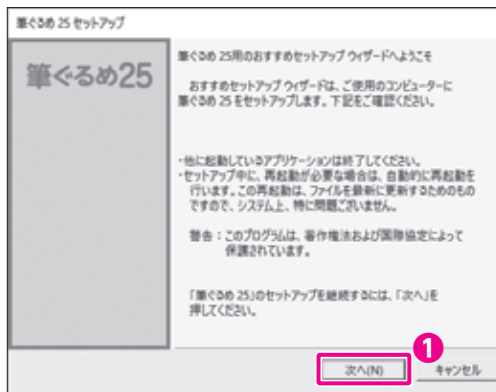 筆ぐるめ 25 セットアップ
筆ぐるめ25
筆ぐるめ 25用のおすすめセットアップ ウィザードへようこそ
おすすめセットアップ ウィザードは、ご使用のコンピューターに
筆ぐるめ 25 をセットアップします。下記をご確認ください。
・他に起動しているアプリケーションは終了してください。
・セットアップ中に、再起動が必要な場合は、自動的に再起動を
行います。この再起動は、ファイルを最新に更新するためのもの
ですので、システム上、特に問題ございません。
警告：このプログラムは、著作権法および国際協定によって
保護されています。
「筆ぐるめ 25」のセットアップを継続するには、「次へ」を
押してください。
1
次へ(N)
キャンセル